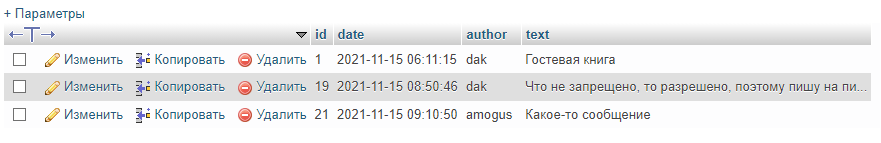 + Параметры
←T→ id date author text
Изменить Копировать Удалить 1 2021-11-15 06:11:15 dak Гостевая книга
Изменить Копировать Удалить 19 2021-11-15 08:50:46 dak Что не запрещено, то разрешено, поэтому пишу на пи...
Изменить Копировать Удалить 21 2021-11-15 09:10:50 amogus Какое-то сообщение